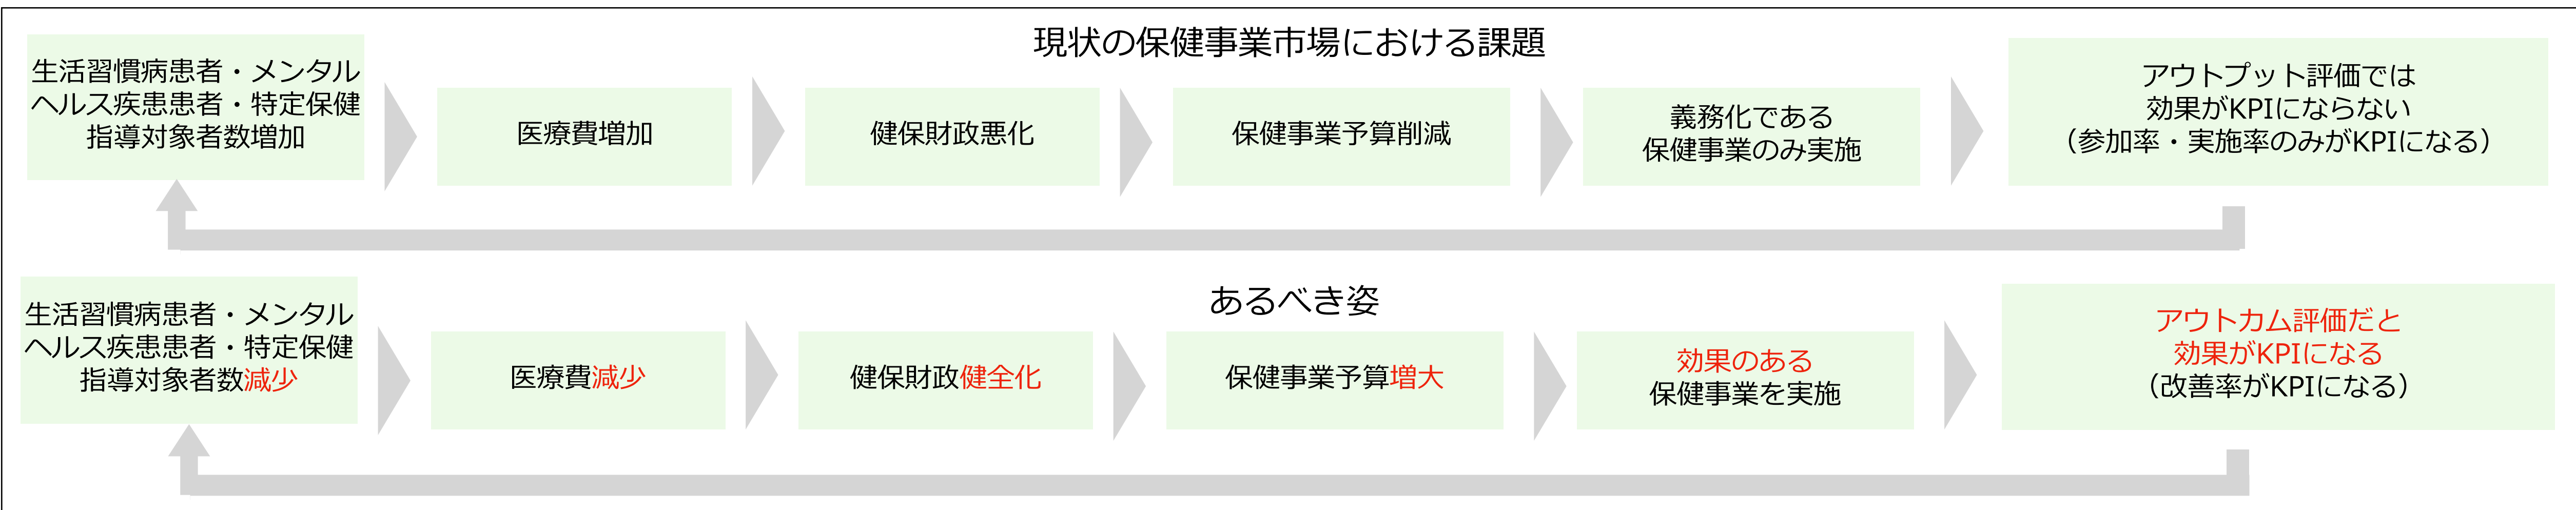 現状の保健事業市場における課題
生活習慣病患者・メンタル
ヘルス疾患患者・特定保健
指導対象者数増加
医療費増加
健保財政悪化
保健事業予算削減
義務化である
保健事業のみ実施
アウトプット評価では
効果がKPIにならない
（参加率・実施率のみがKPIになる）
あるべき姿
生活習慣病患者・メンタル
ヘルス疾患患者・特定保健
指導対象者数減少
医療費減少
健保財政健全化
保健事業予算増大
効果のある
保健事業を実施
アウトカム評価だと
効果がKPIになる
（改善率がKPIになる）